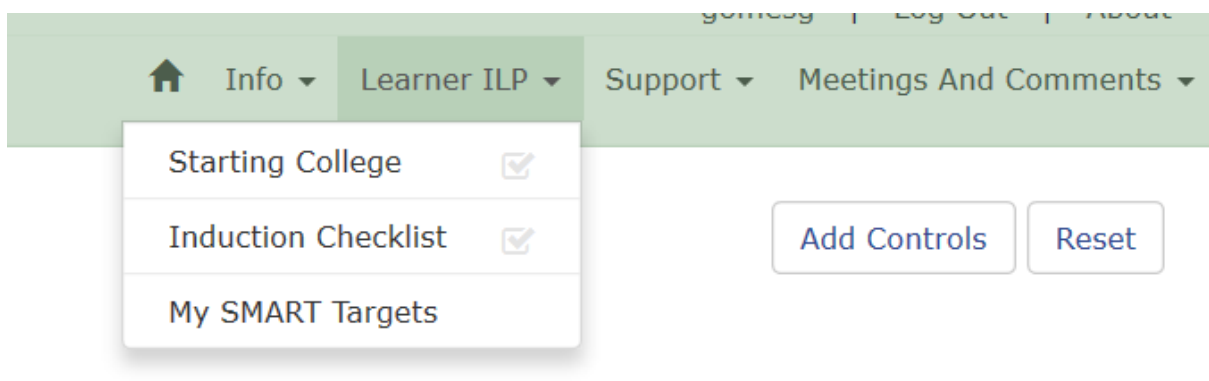 gomesg | Log Out | About
Info Learner ILP Support Meetings And Comments
Starting College
Induction Checklist
My SMART Targets
Add Controls Reset